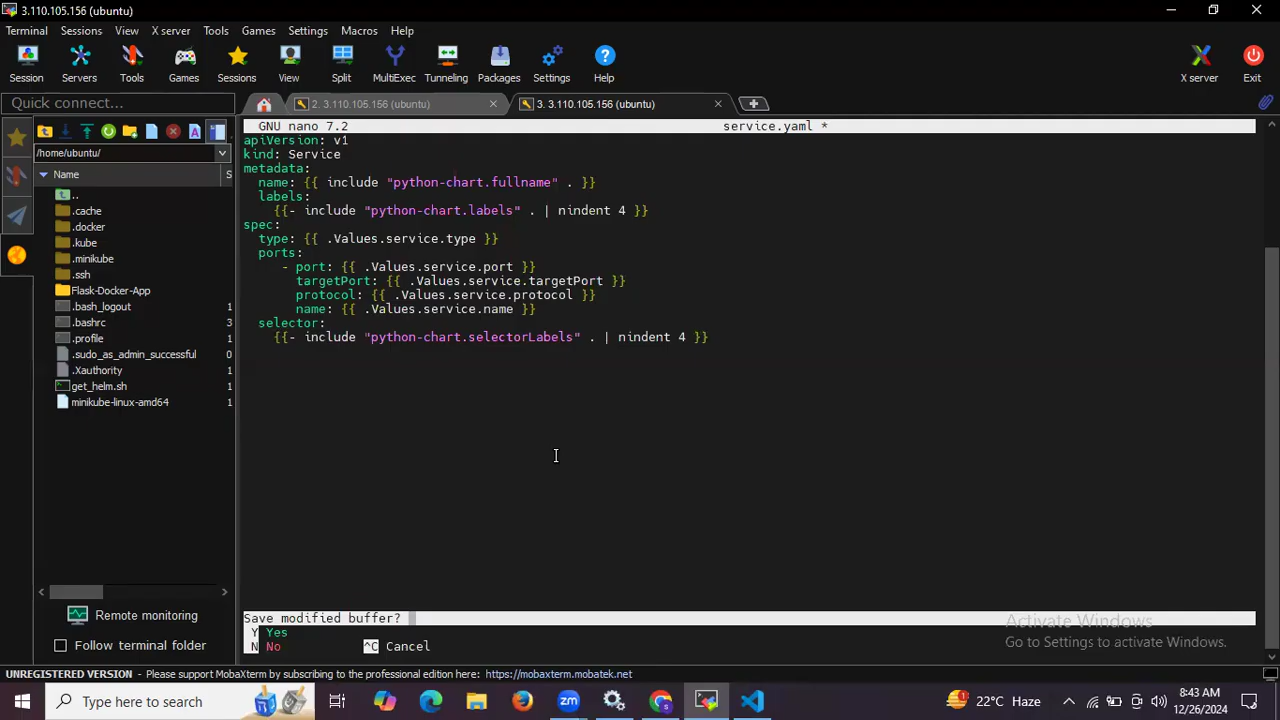 3.110.105.156 (ubuntu)
Terminal Sessions View X server Tools Games Settings Macros Help
Session Servers Tools Games Sessions View Split MultiExec Tunneling Packages Settings Help X server Exit
Quick connect...
2. 3.110.105.156 (ubuntu)
3. 3.110.105.156 (ubuntu)
/home/ubuntu/
Name S
..
.cache
.docker
.kube
.minikube
.ssh
Flask-Docker-App
.bash_logout 1
.bashrc 3
.profile 1
.sudo_as_admin_successful 0
.Xauthority 1
get_helm.sh 1
minikube-linux-amd64 1
Remote monitoring
Follow terminal folder
GNU nano 7.2 service.yaml *
apiVersion: v1
kind: Service
metadata:
  name: {{ include "python-chart.fullname" . }}
  labels:
    {{- include "python-chart.labels" . | nindent 4 }}
spec:
  type: {{ .Values.service.type }}
  ports:
     - port: {{ .Values.service.port }}
       targetPort: {{ .Values.service.targetPort }}
       protocol: {{ .Values.service.protocol }}
       name: {{ .Values.service.name }}
  selector:
    {{- include "python-chart.selectorLabels" . | nindent 4 }}
Save modified buffer?
Y Yes
N No ^C Cancel
Activate Windows
Go to Settings to activate Windows.
UNREGISTERED VERSION - Please support MobaXterm by subscribing to the professional edition here: https://mobaxterm.mobatek.net
Type here to search
zm
22°C Haze
8:43 AM
12/26/2024